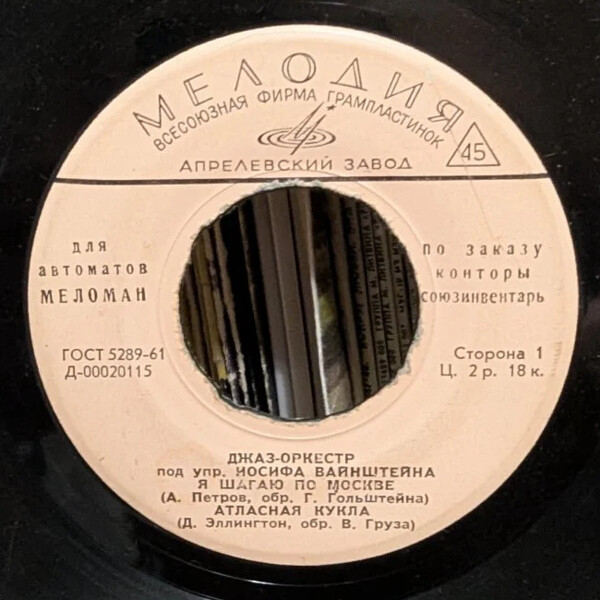 МЕЛОДИЯ
ВСЕСОЮЗНАЯ ФИРМА ГРАМПЛАСТИНОК
45
АПРЕЛЕВСКИЙ ЗАВОД
для
автоматов
МЕЛОМАН
по заказу
конторы
союзинвентарь
ГОСТ 5289-61
Д-00020115
Сторона 1
Ц. 2 р. 18 к.
ДЖАЗ-ОРКЕСТР
под упр. ИОСИФА ВАЙНШТЕЙНА
Я ШАГАЮ ПО МОСКВЕ
(А. Петров, обр. Г. Гольштейна)
АТЛАСНАЯ КУКЛА
(Д. Эллингтон, обр. В. Груза)